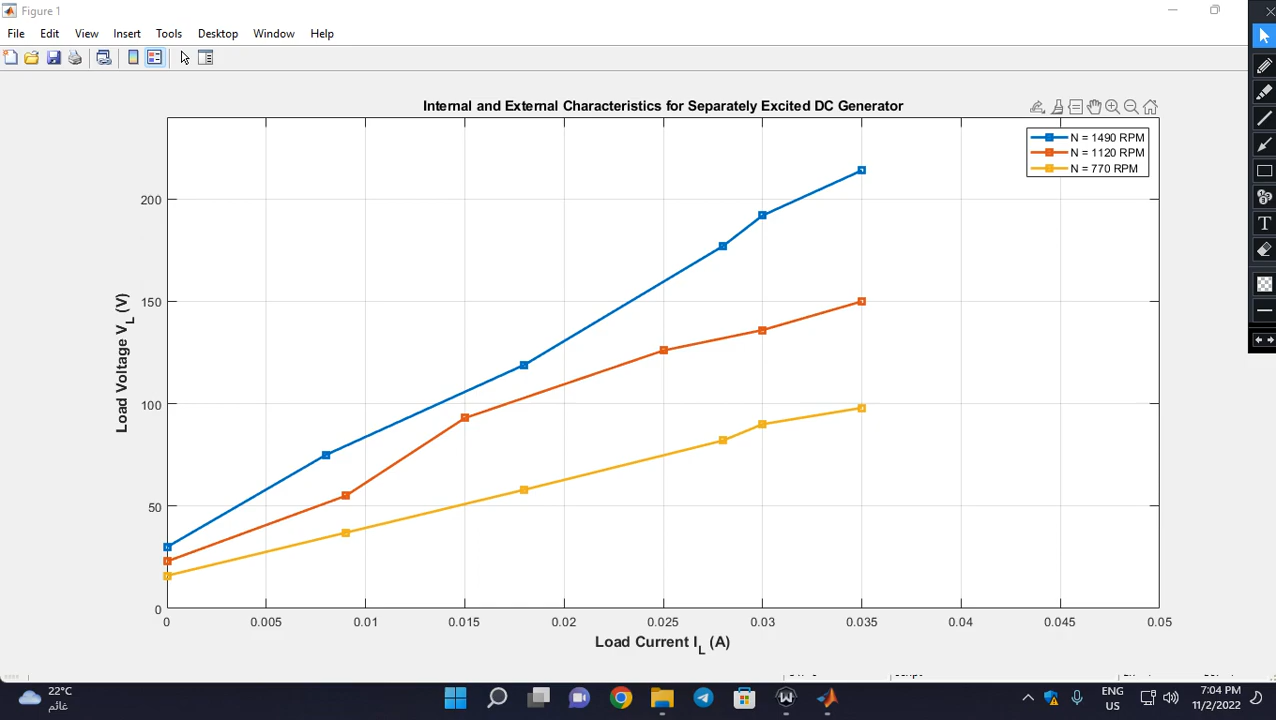 Figure 1
File Edit View Insert Tools Desktop Window Help
Internal and External Characteristics for Separately Excited DC Generator
N = 1490 RPM
N = 1120 RPM
N = 770 RPM
Load Voltage V_L (V)
200
150
100
50
0
0 0.005 0.01 0.015 0.02 0.025 0.03 0.035 0.04 0.045 0.05
Load Current I_L (A)
22°C
غائم
ENG
US
7:04 PM
11/2/2022